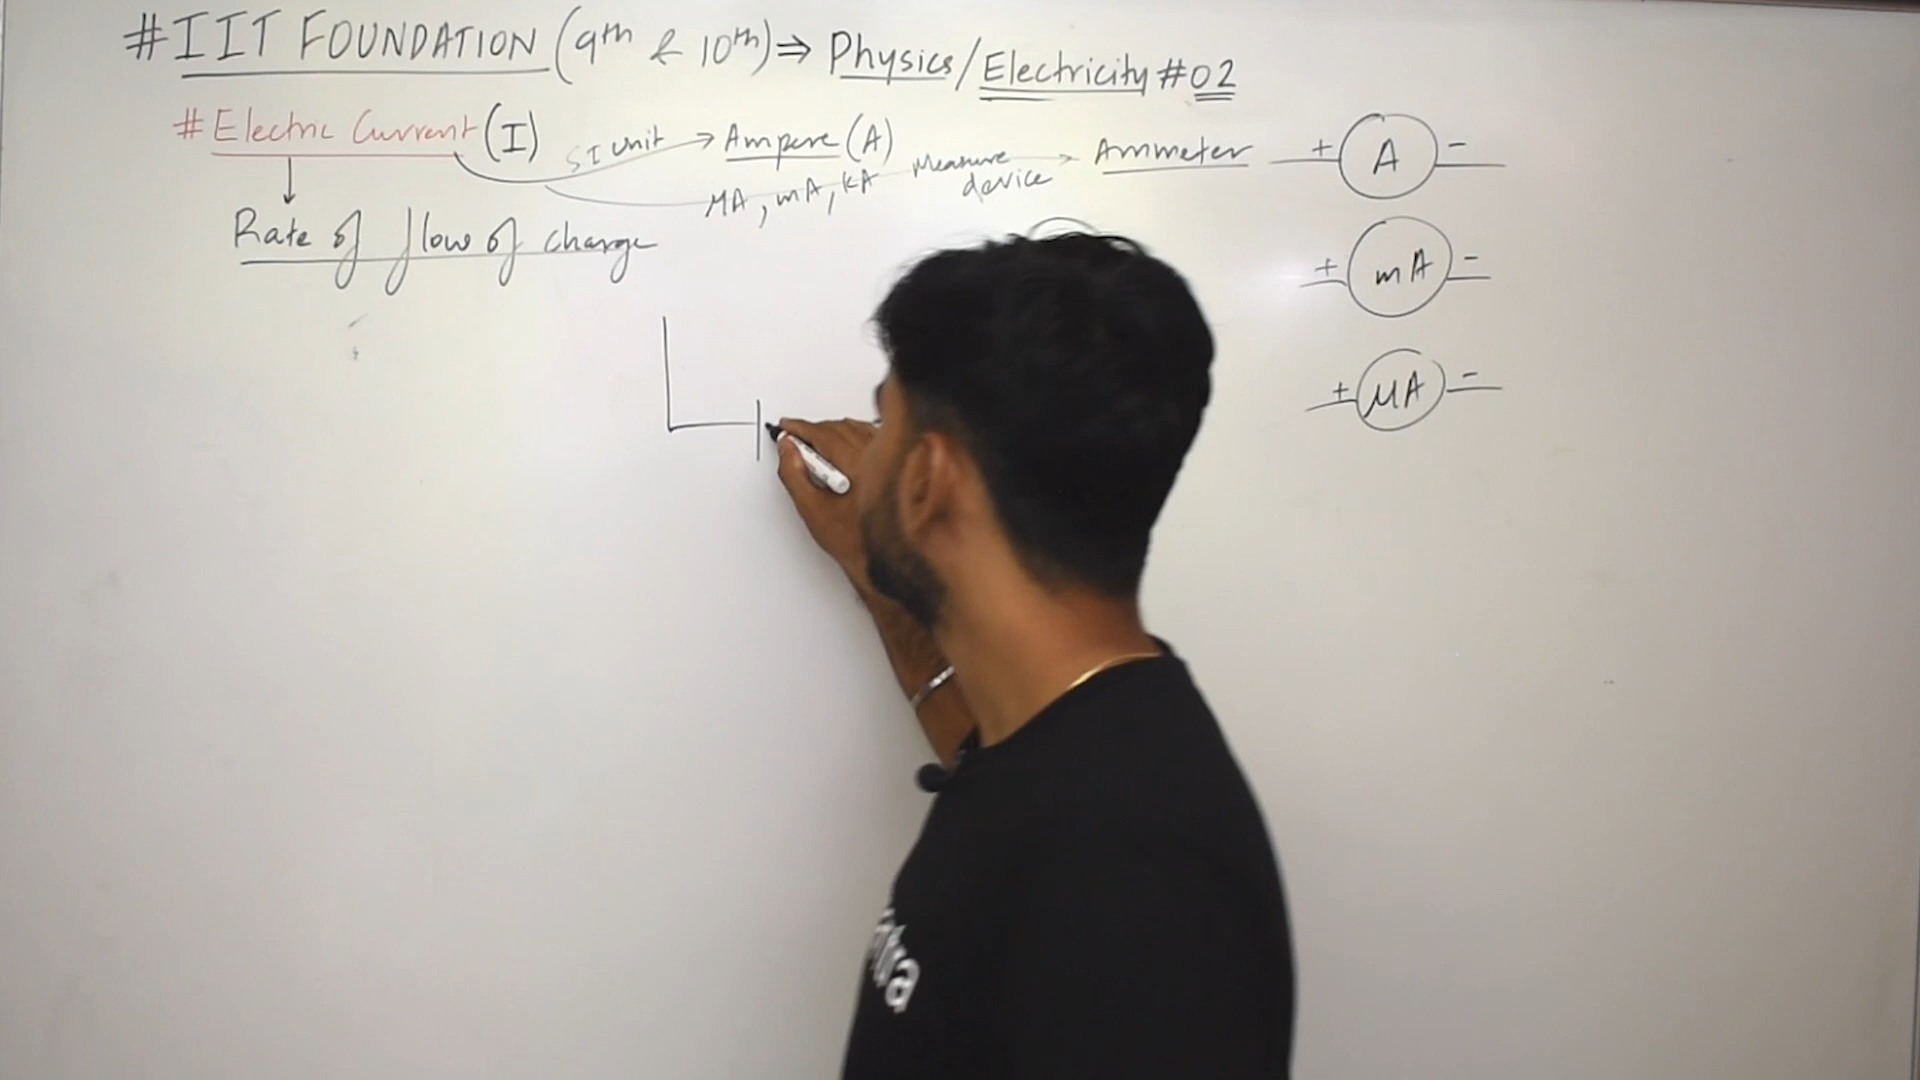 #IIT FOUNDATION (9th & 10th) ⇒ Physics/Electricity #02
# Electric Current (I) SI unit → Ampere (A)
μA, mA, kA
Measure device → Ammeter
+ A -
Rate of flow of charge
+ mA -
+ μA -